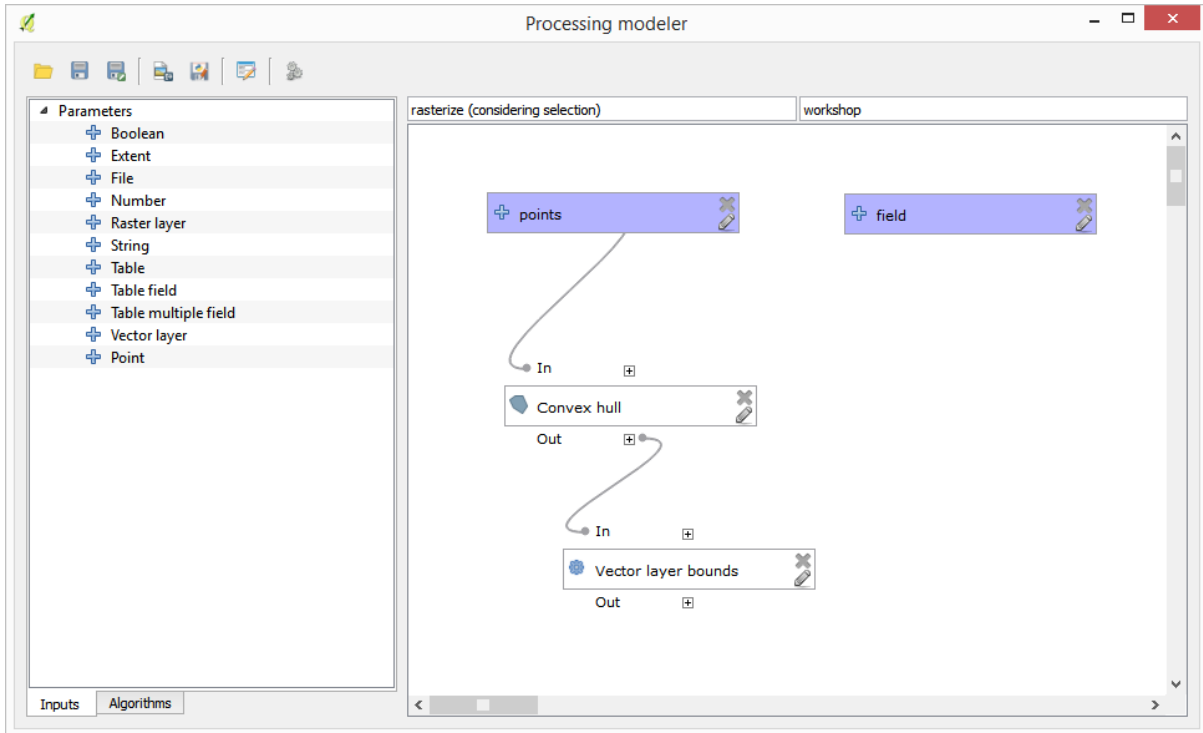 Processing modeler
Parameters
Boolean
Extent
File
Number
Raster layer
String
Table
Table field
Table multiple field
Vector layer
Point
Inputs
Algorithms
rasterize (considering selection)
workshop
points
field
In
Convex hull
Out
In
Vector layer bounds
Out